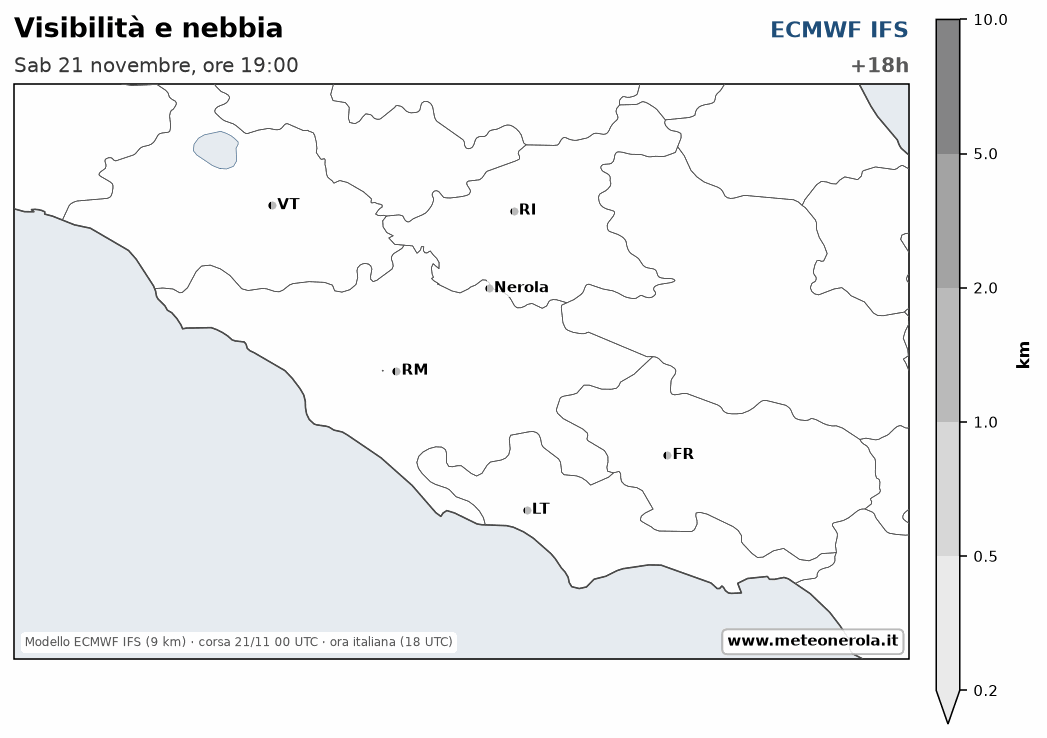 Visibilità e nebbia
ECMWF IFS
Sab 21 novembre, ore 19:00
+18h
10.0
5.0
2.0
1.0
0.5
0.2
km
VT
RI
Nerola
RM
FR
LT
Modello ECMWF IFS (9 km) · corsa 21/11 00 UTC · ora italiana (18 UTC)
www.meteonerola.it